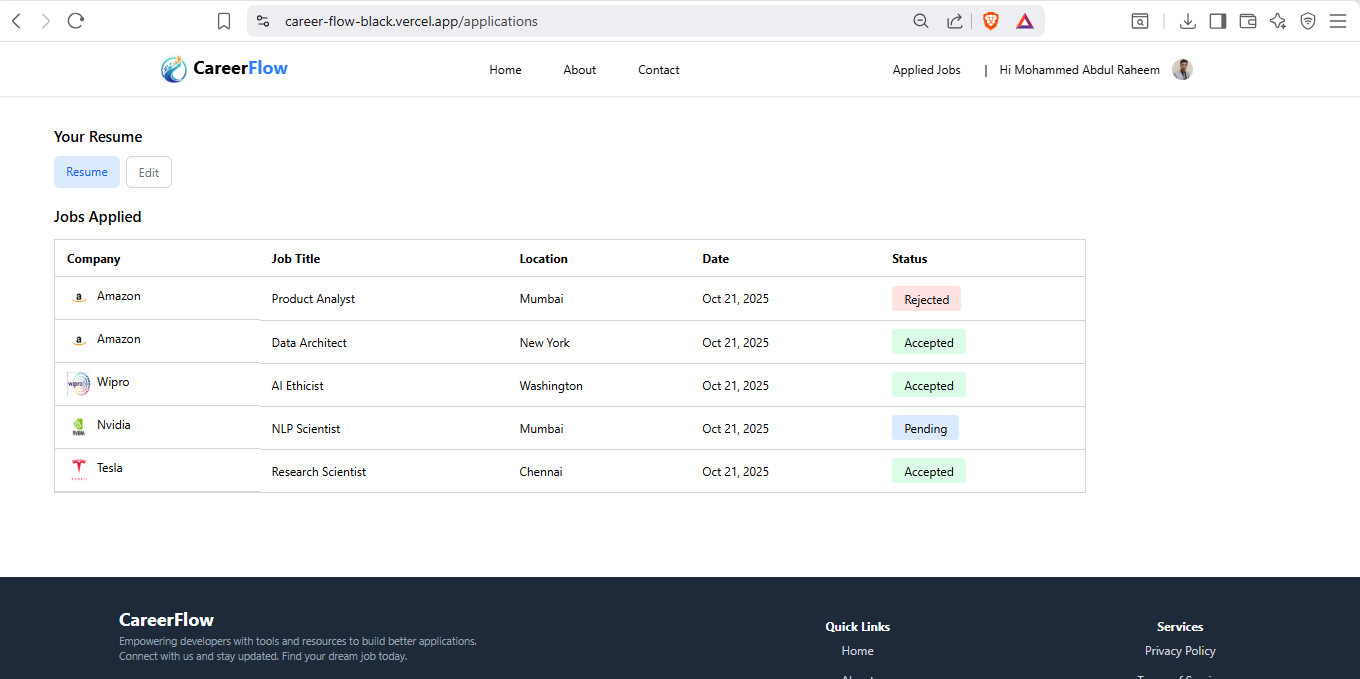 career-flow-black.vercel.app/applications
CareerFlow Home About Contact Applied Jobs | Hi Mohammed Abdul Raheem
Your Resume
Resume Edit
Jobs Applied
Company Job Title Location Date Status
a Amazon Product Analyst Mumbai Oct 21, 2025 Rejected
a Amazon Data Architect New York Oct 21, 2025 Accepted
wipro Wipro AI Ethicist Washington Oct 21, 2025 Accepted
NVIDIA Nvidia NLP Scientist Mumbai Oct 21, 2025 Pending
TESLA Tesla Research Scientist Chennai Oct 21, 2025 Accepted
CareerFlow
Empowering developers with tools and resources to build better applications.
Connect with us and stay updated. Find your dream job today.
Quick Links
Home
Services
Privacy Policy